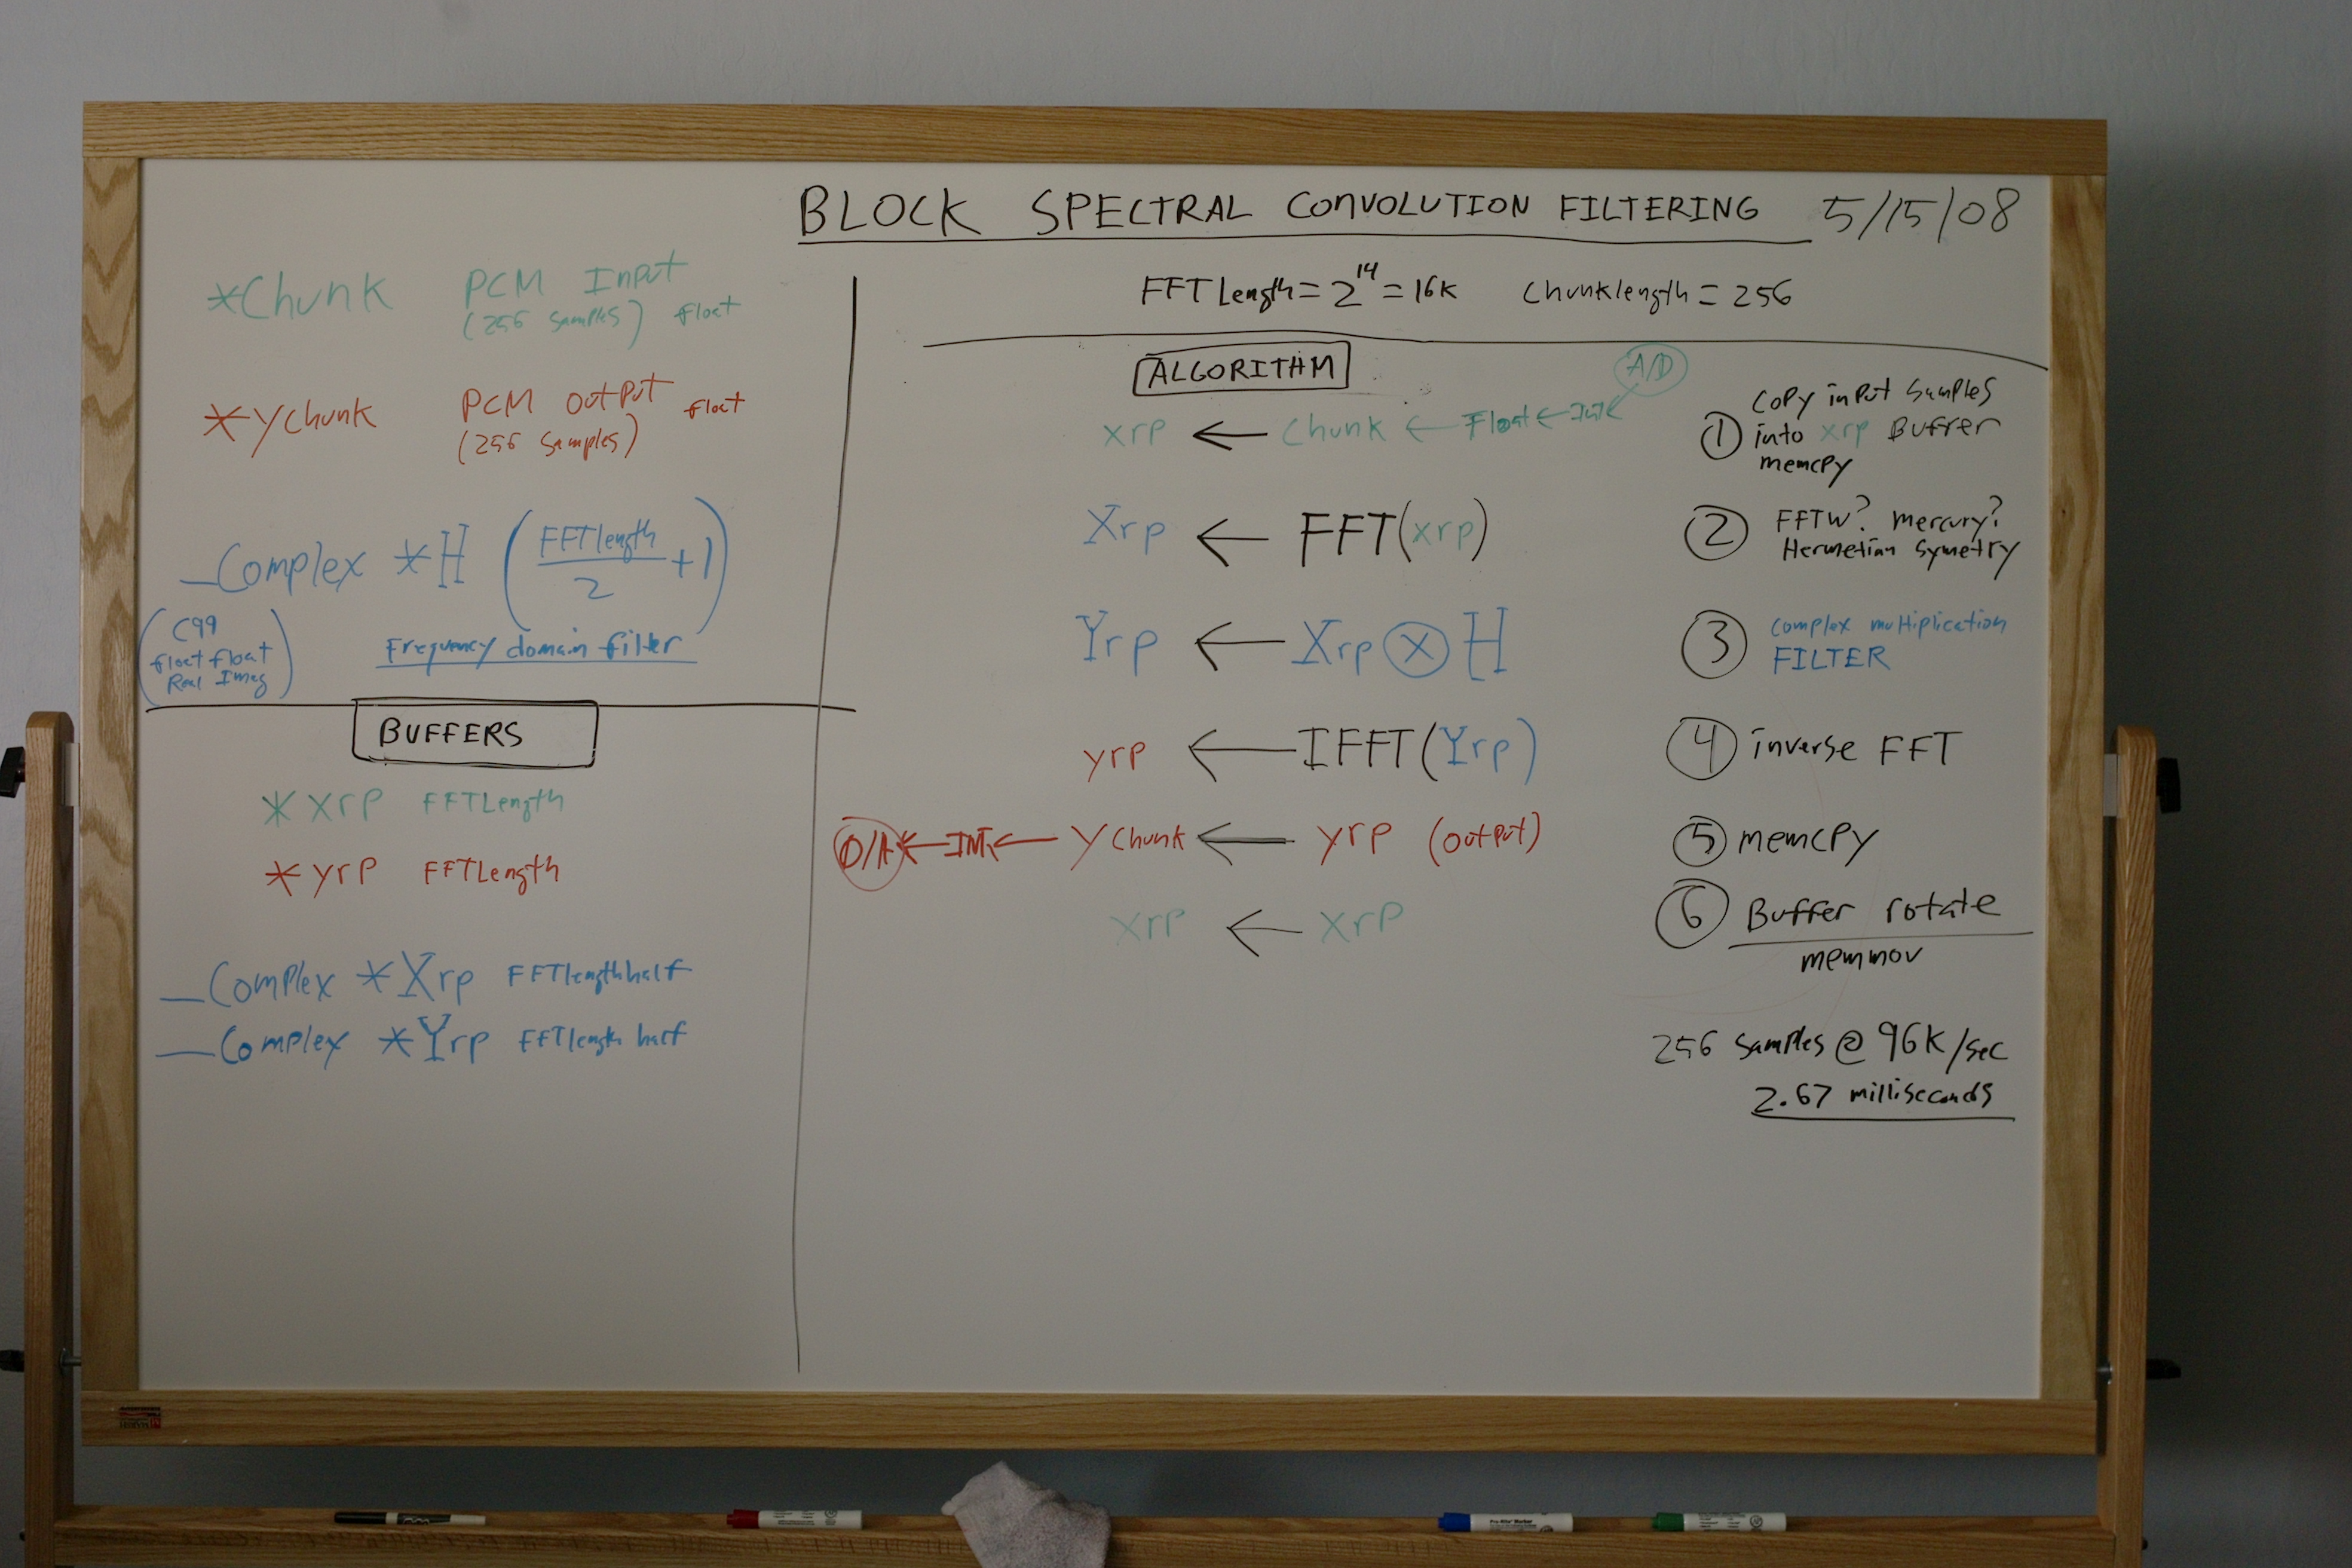 BLOCK SPECTRAL CONVOLUTION FILTERING 5/15/08
*Chunk PCM Input
(256 samples) float
*yChunk PCM output float
(256 samples)
_Complex *H (FFTlength/2 +1)
(C99
float float
Real Imag)
Frequency domain filter
BUFFERS
* xrp FFTLength
* yrp FFTLength
_Complex *Xrp FFTlengthhalf
_Complex *Yrp FFTlength half
FFT Length = 2^14 = 16K Chunklength = 256
ALGORITHM
A/D
xrp ← Chunk ← Float ← Int
① Copy input samples
into xrp Buffer
memcpy
Xrp ← FFT(xrp)
② FFTW? Mercury?
Hermetian Symetry
Yrp ← Xrp ⊗ H
③ complex multiplication
FILTER
yrp ← IFFT(Yrp)
④ inverse FFT
D/A ← INT ← yChunk ← yrp (output)
⑤ memcpy
xrp ← xrp
⑥ Buffer rotate
memmov
256 samples @ 96K/sec
2.67 milliseconds